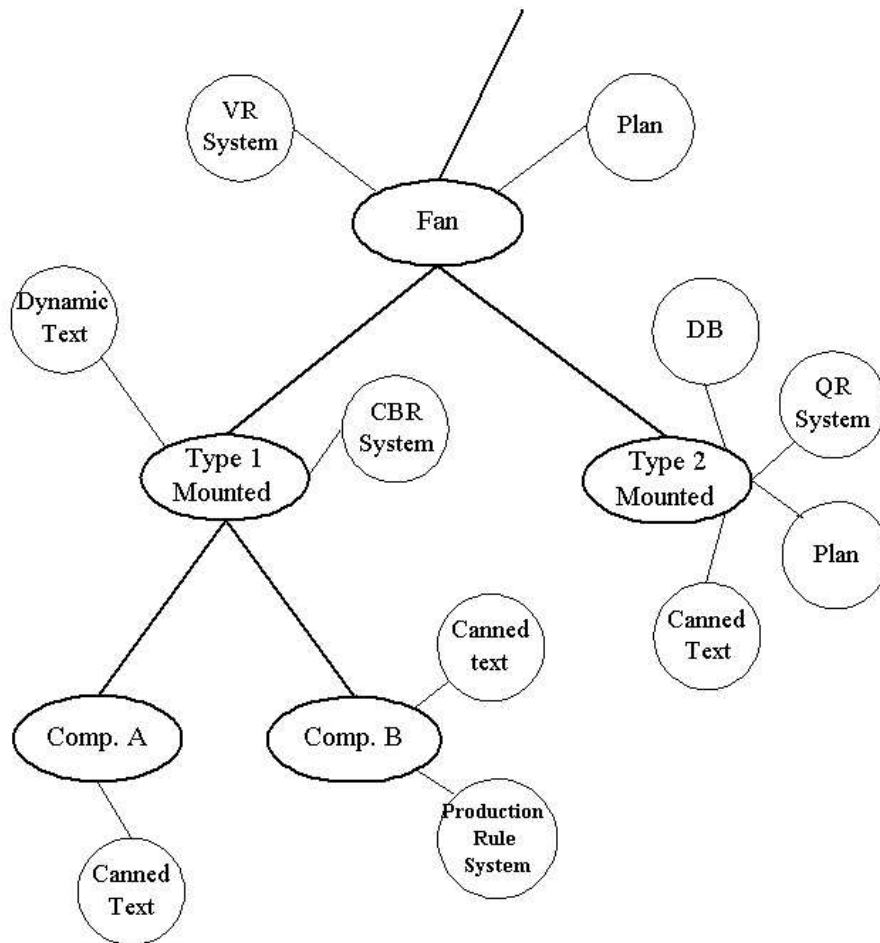 VR
System
Plan
Fan
Dynamic
Text
DB
CBR
System
QR
System
Type 1
Mounted
Type 2
Mounted
Plan
Canned
Text
Canned
text
Comp. A
Comp. B
Production
Rule
System
Canned
Text